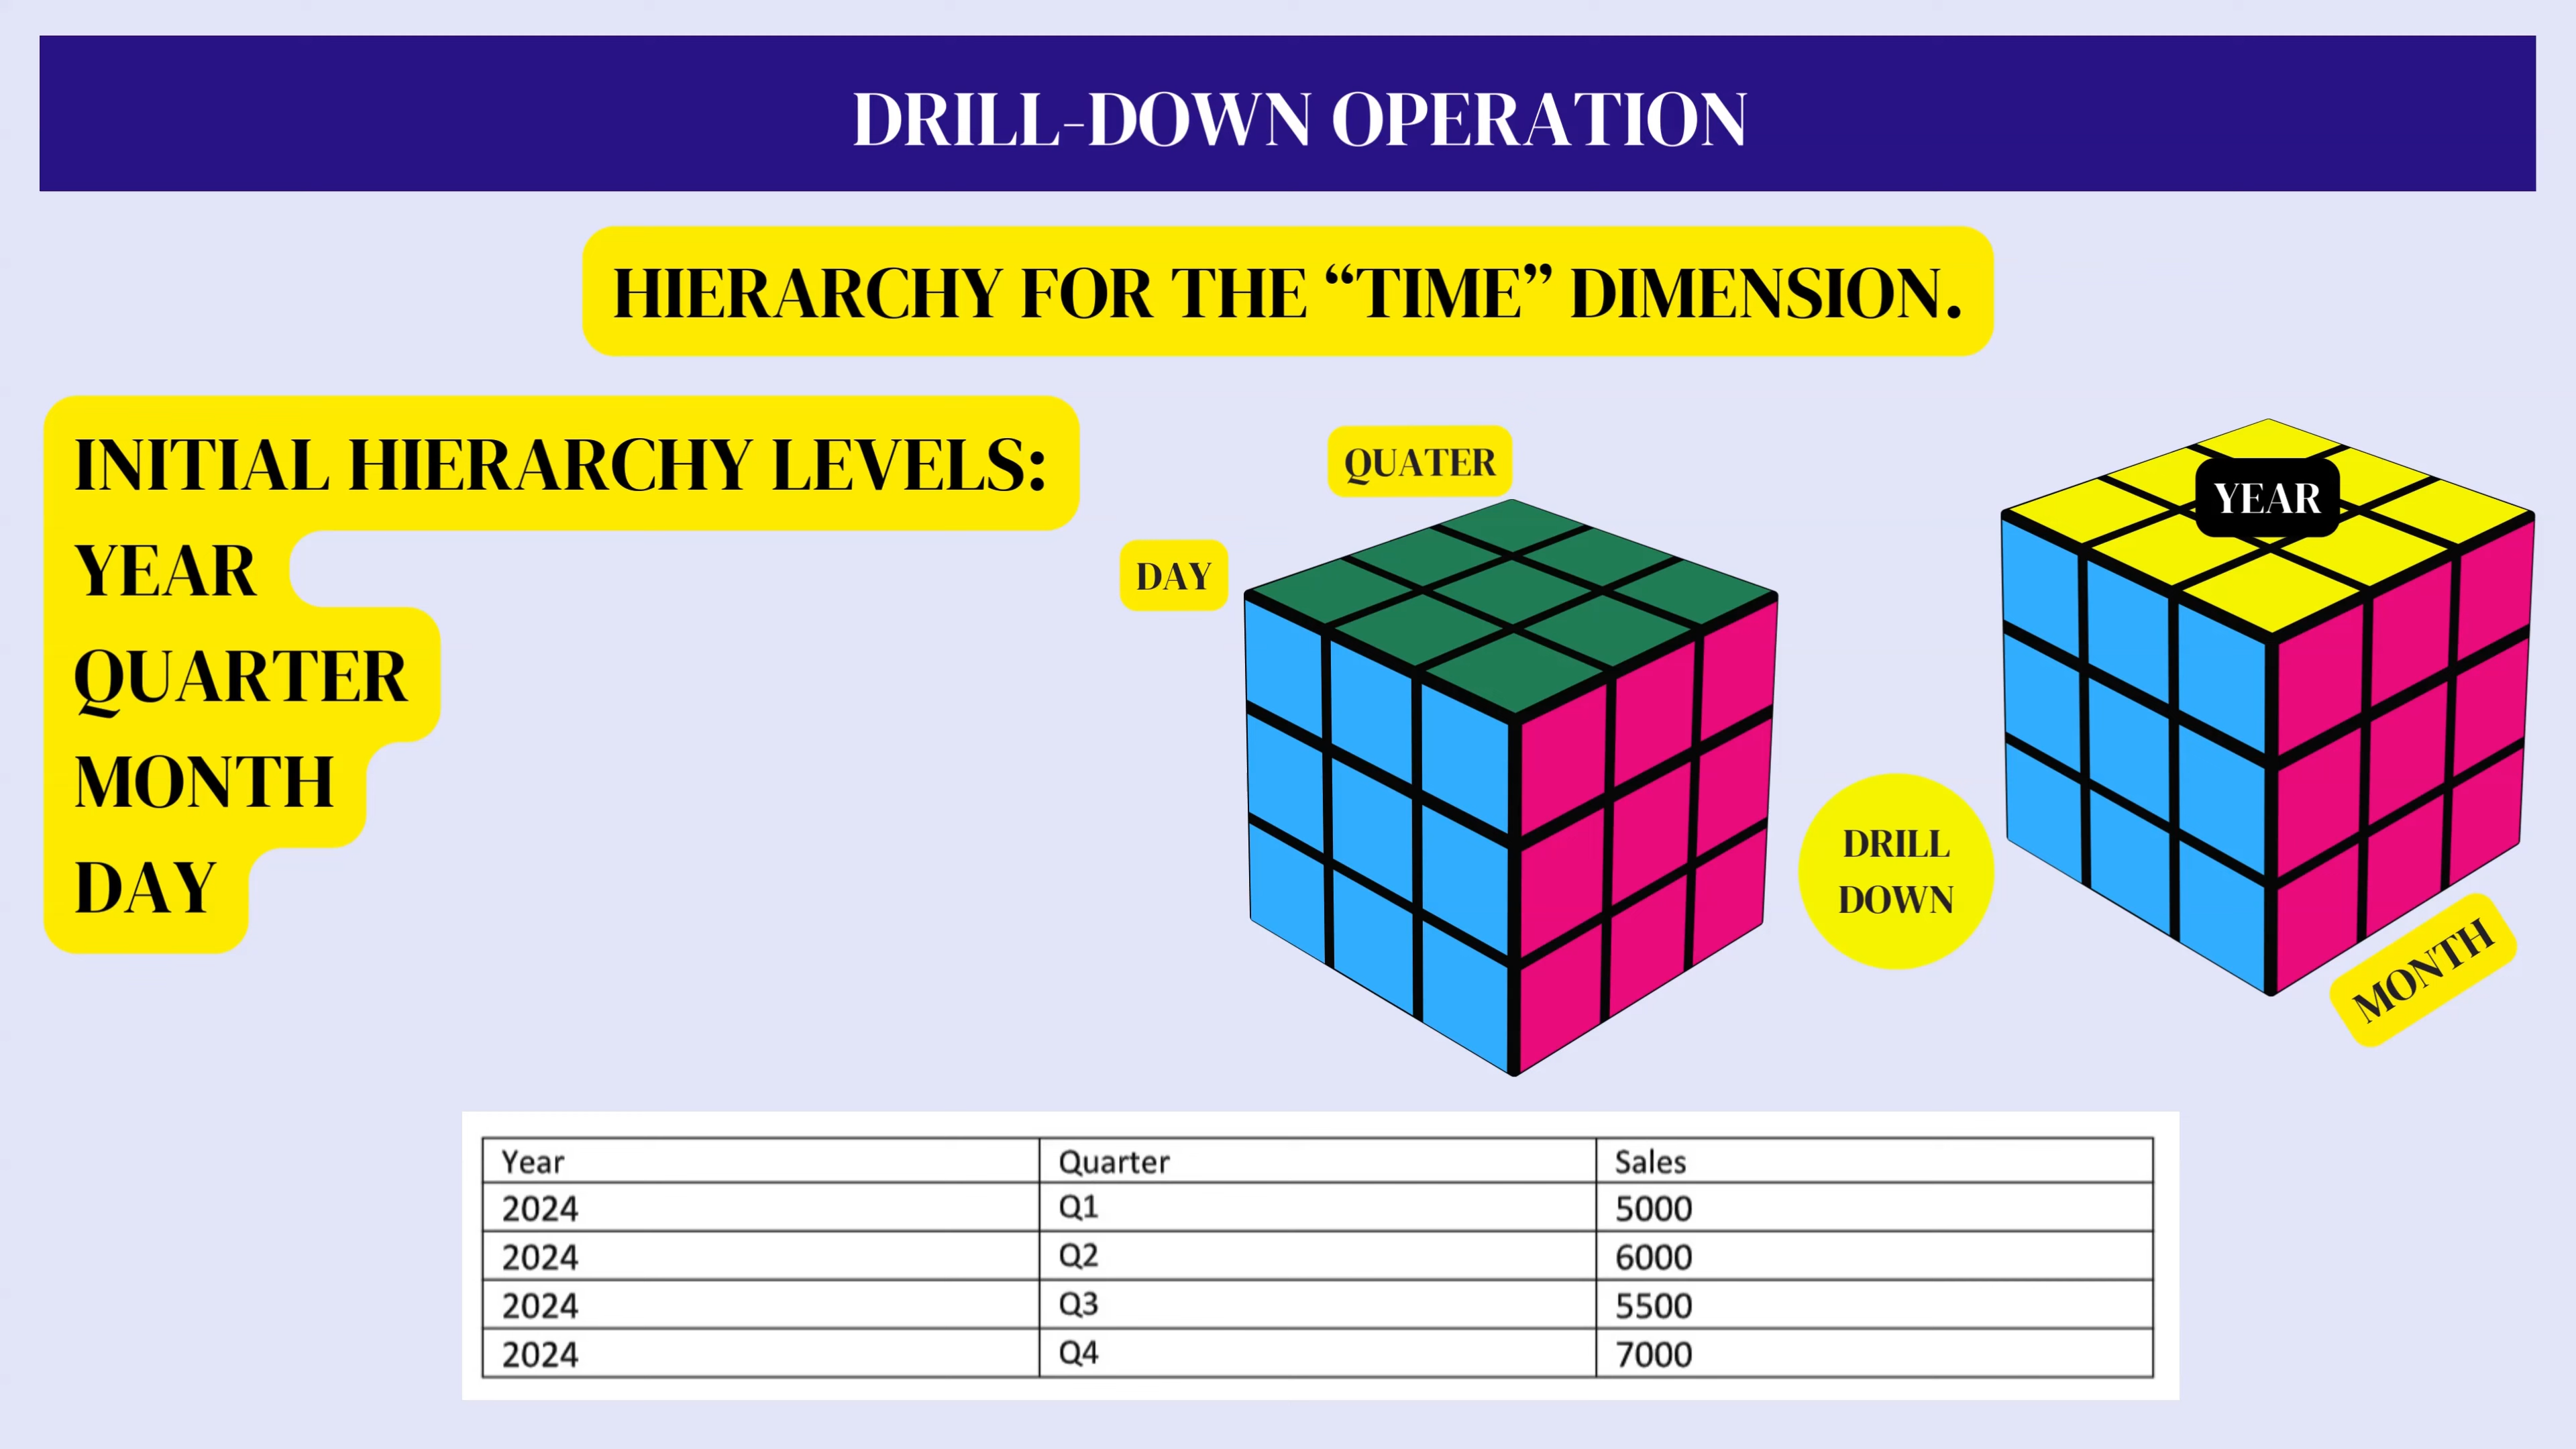 DRILL-DOWN OPERATION
HIERARCHY FOR THE “TIME” DIMENSION.
INITIAL HIERARCHY LEVELS:
YEAR
QUARTER
MONTH
DAY
QUATER
DAY
YEAR
DRILL
DOWN
MONTH
Year Quarter Sales
2024 Q1 5000
2024 Q2 6000
2024 Q3 5500
2024 Q4 7000